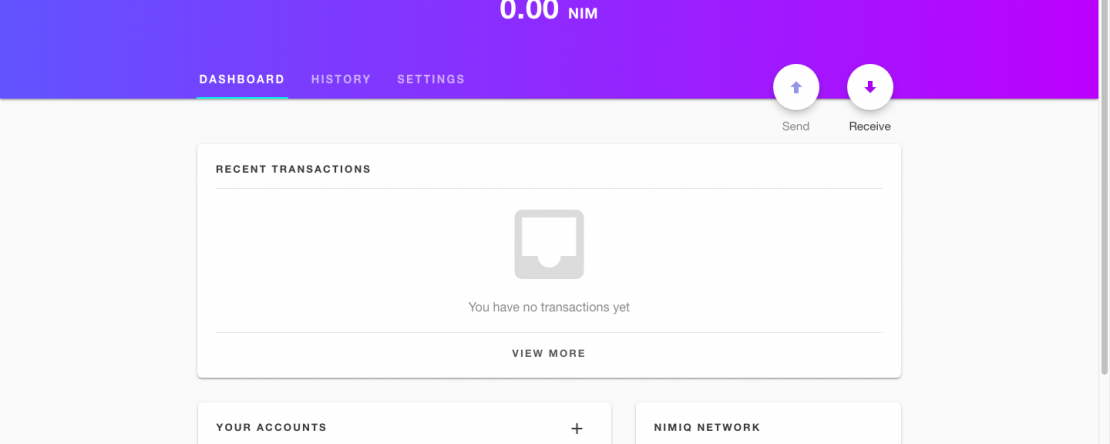 0.00 NIM
DASHBOARD HISTORY SETTINGS
Send Receive
RECENT TRANSACTIONS
You have no transactions yet
VIEW MORE
YOUR ACCOUNTS +
NIMIQ NETWORK